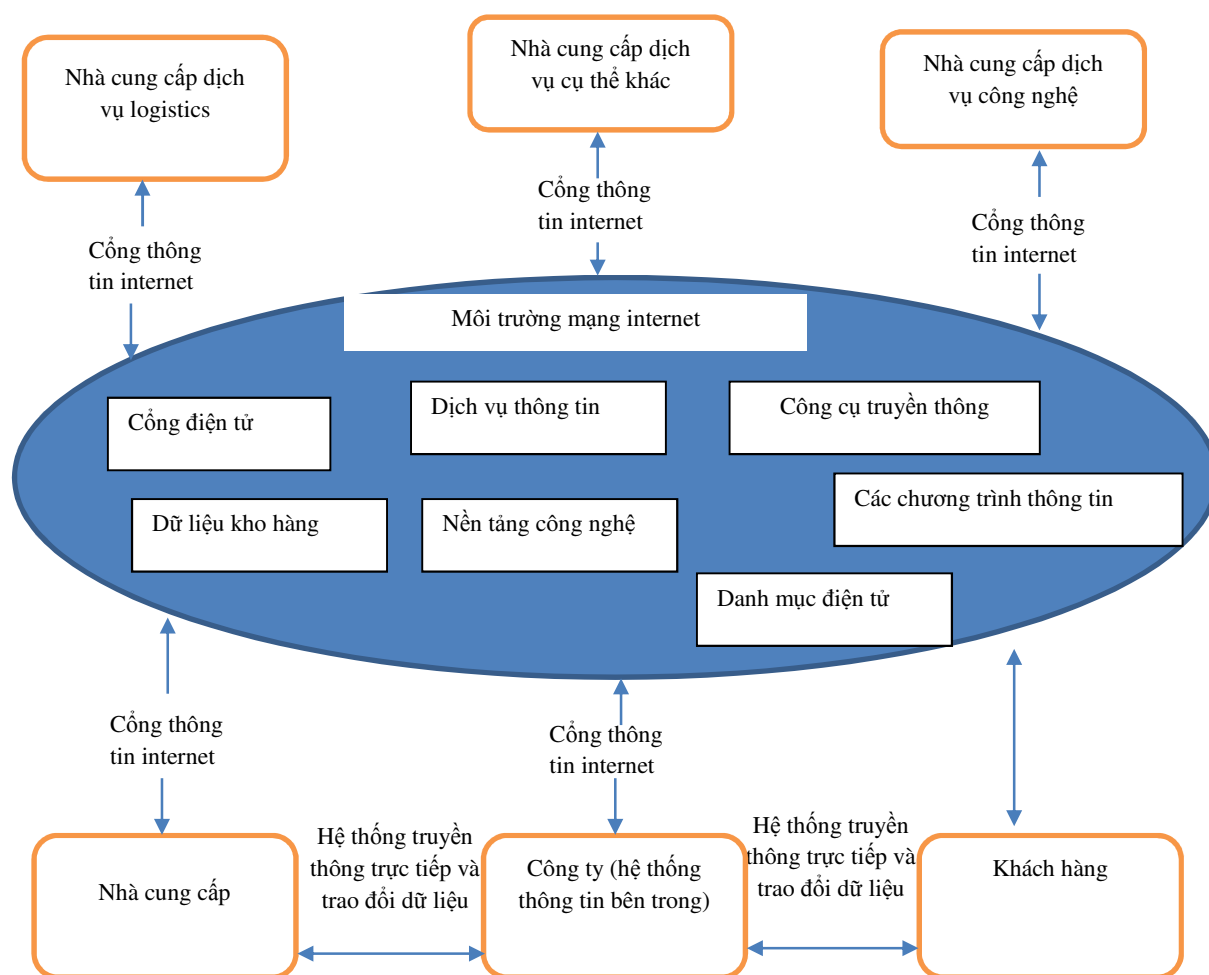 Nhà cung cấp dịch
vụ logistics
Nhà cung cấp dịch
vụ cụ thể khác
Nhà cung cấp dịch
vụ công nghệ
Cổng thông
tin internet
Cổng thông
tin internet
Cổng thông
tin internet
Môi trường mạng internet
Cổng điện tử
Dịch vụ thông tin
Công cụ truyền thông
Dữ liệu kho hàng
Nền tảng công nghệ
Các chương trình thông tin
Danh mục điện tử
Cổng thông
tin internet
Cổng thông
tin internet
Nhà cung cấp
Hệ thống truyền
thông trực tiếp và
trao đổi dữ liệu
Công ty (hệ thống
thông tin bên trong)
Hệ thống truyền
thông trực tiếp và
trao đổi dữ liệu
Khách hàng